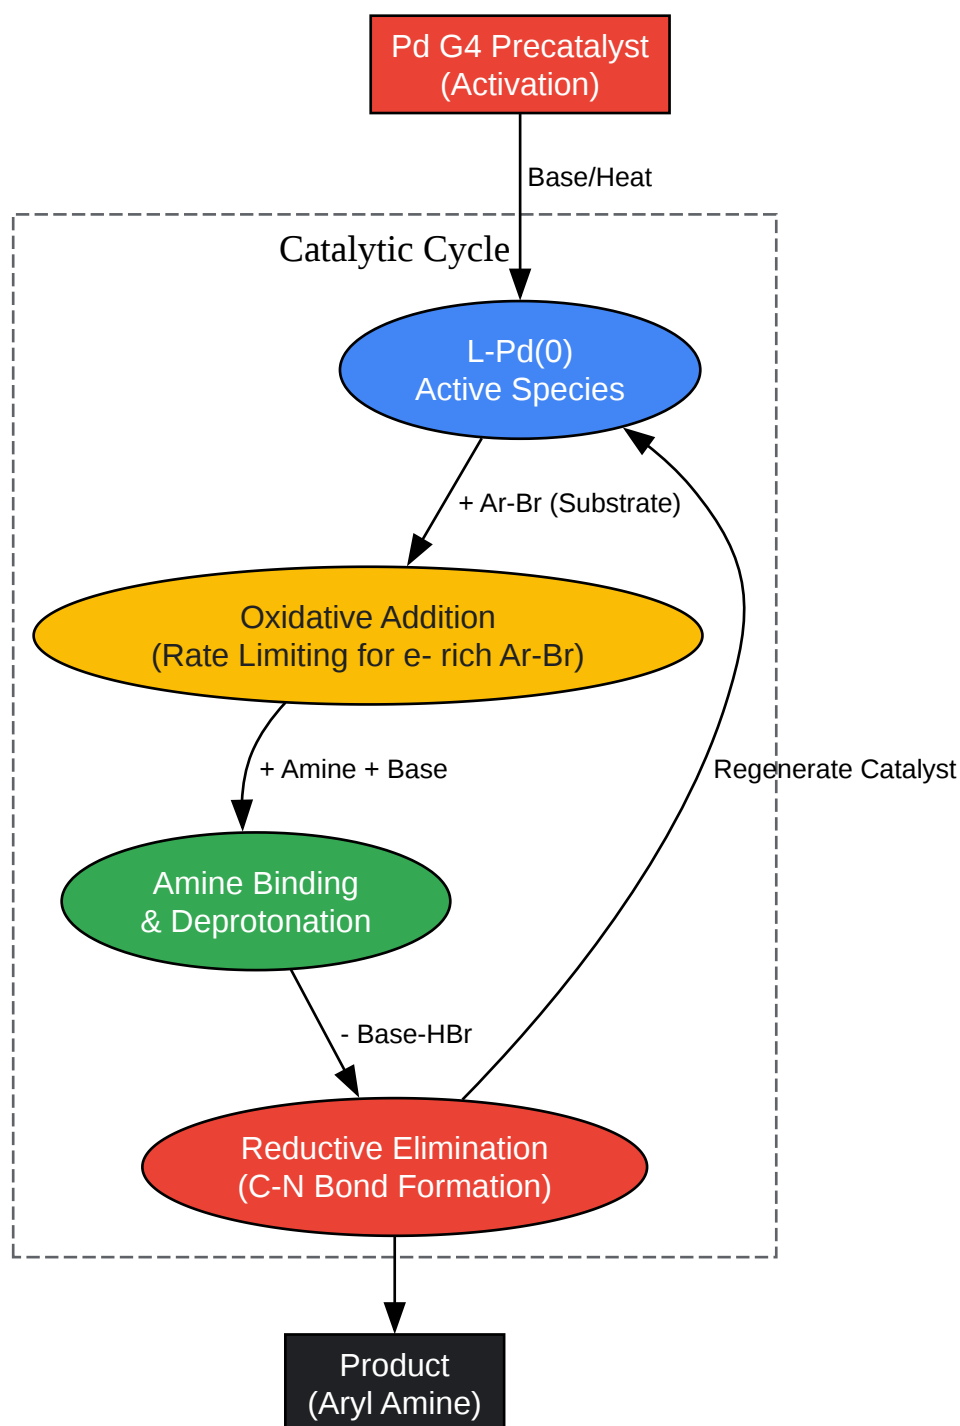 Pd G4 Precatalyst
(Activation)
Base/Heat
Catalytic Cycle
L-Pd(0)
Active Species
+ Ar-Br (Substrate)
Oxidative Addition
(Rate Limiting for e- rich Ar-Br)
+ Amine + Base
Regenerate Catalyst
Amine Binding
& Deprotonation
- Base-HBr
Reductive Elimination
(C-N Bond Formation)
Product
(Aryl Amine)